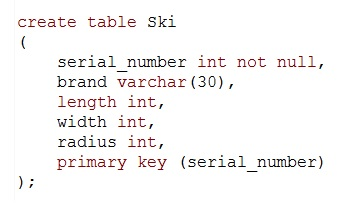 create table Ski
(
    serial_number int not null,
    brand varchar(30),
    length int,
    width int,
    radius int,
    primary key (serial_number)
);